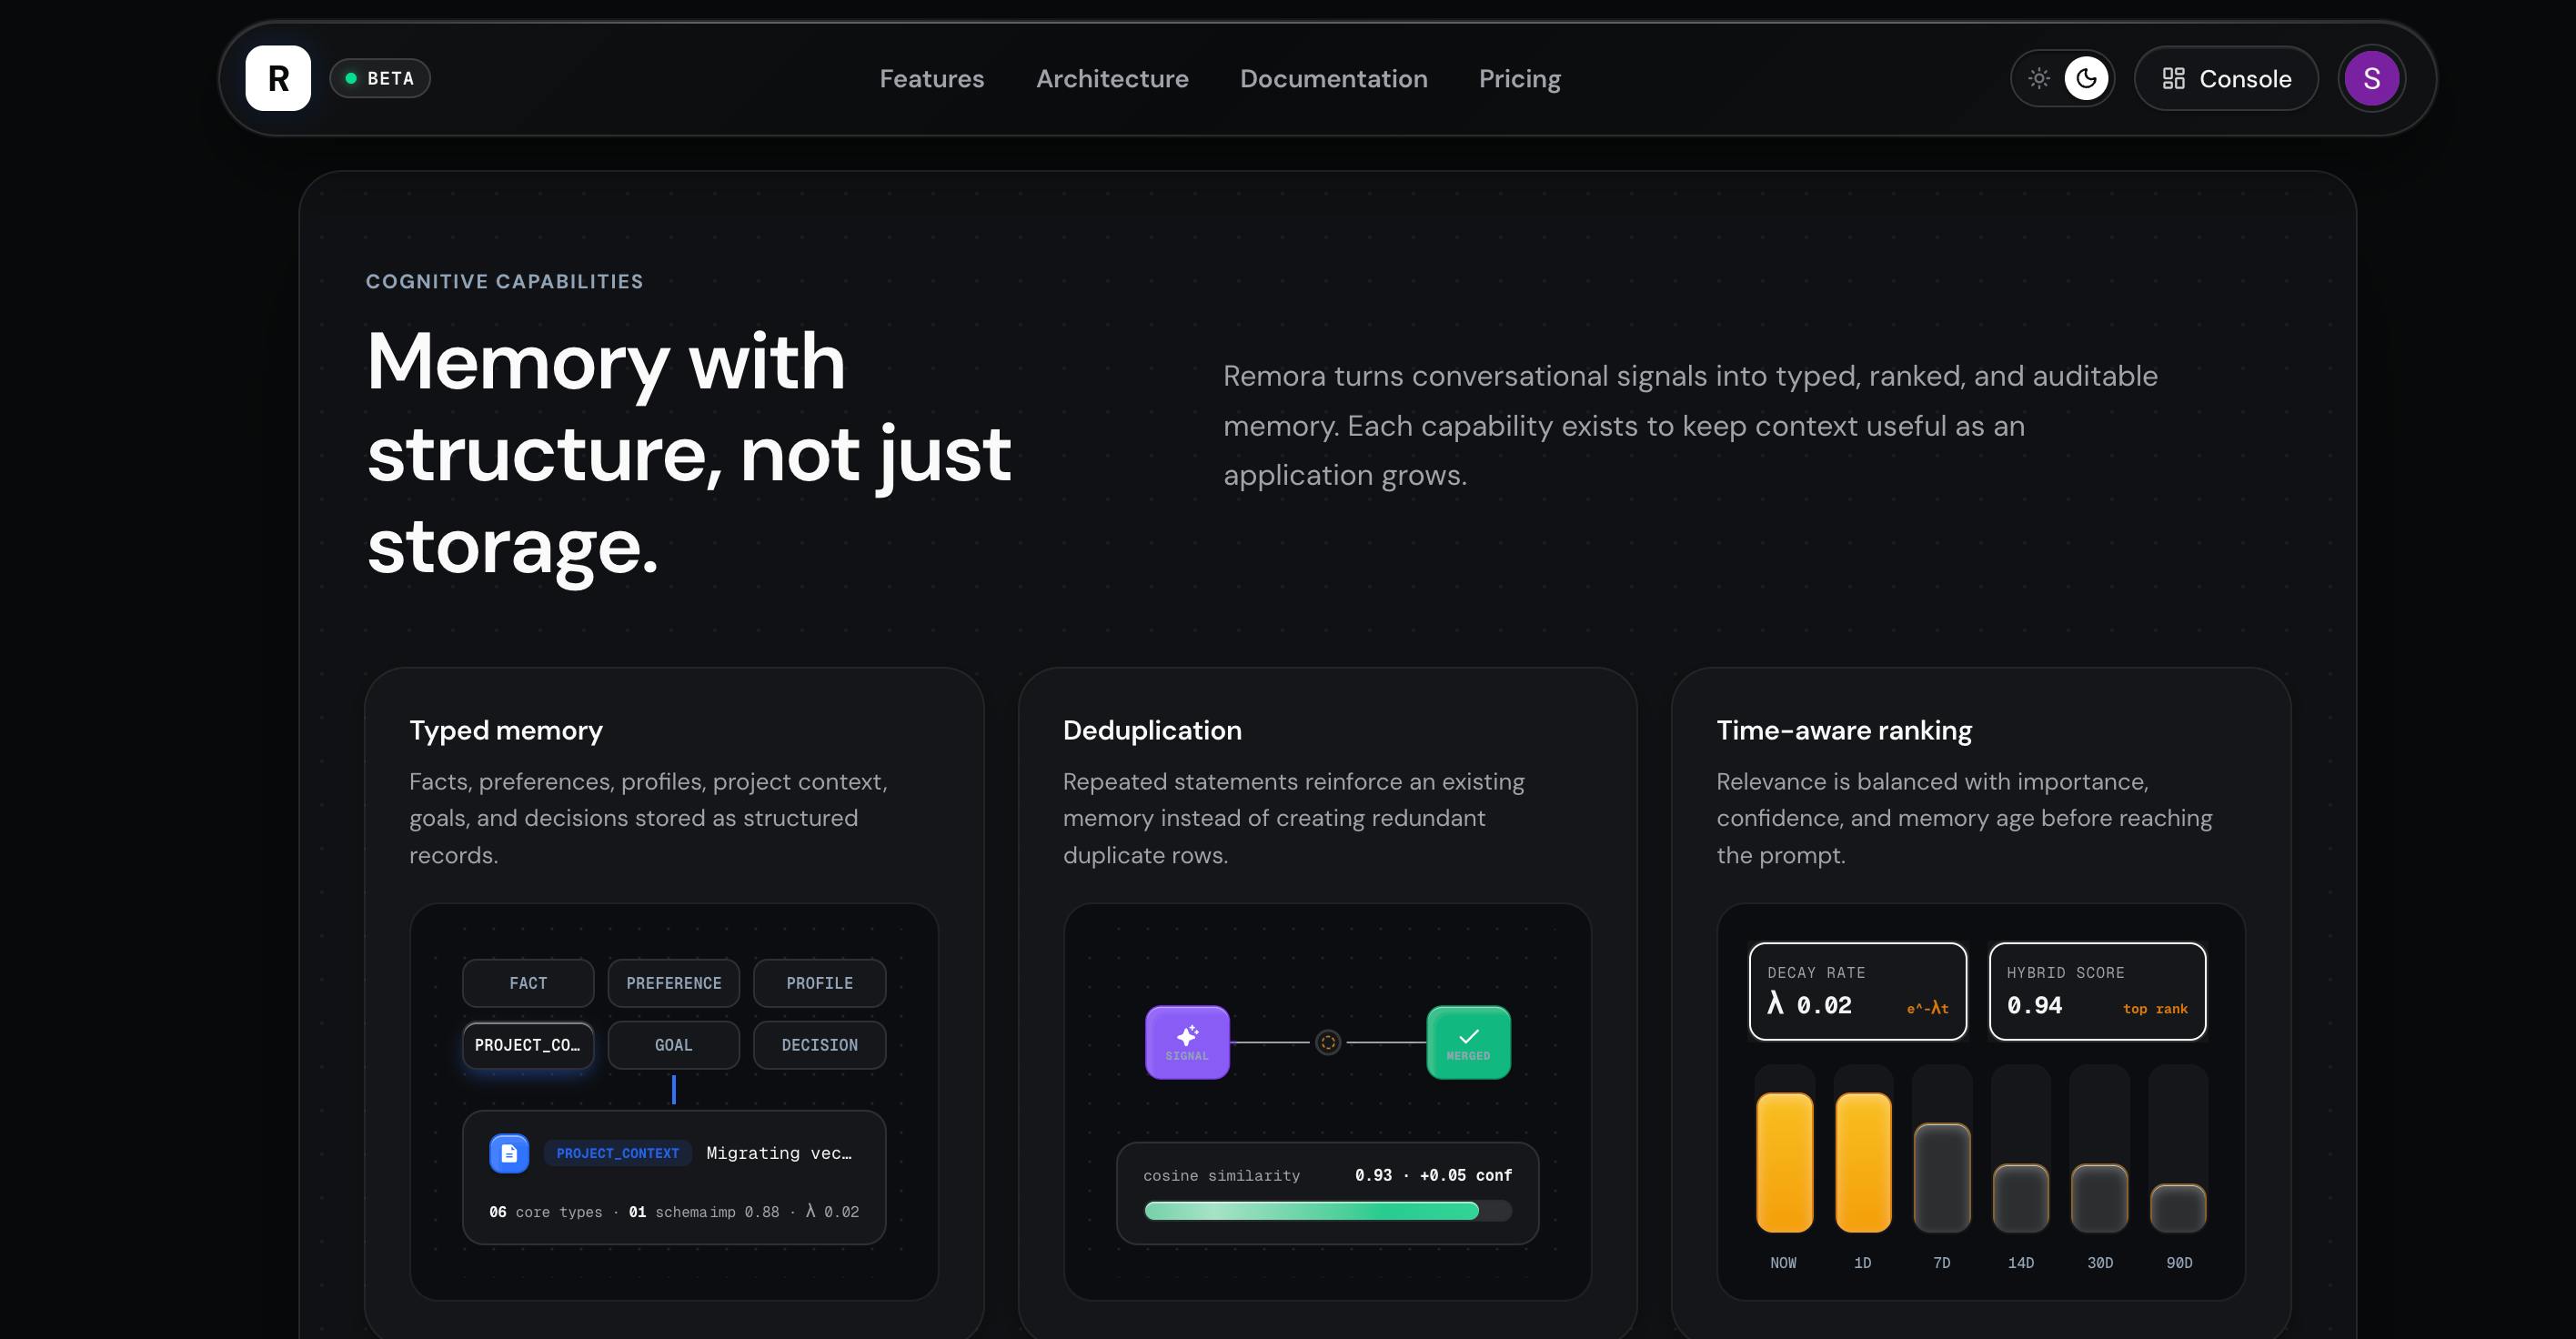 R
BETA
Features
Architecture
Documentation
Pricing
Console
S
COGNITIVE CAPABILITIES
Memory with
structure, not just
storage.
Remora turns conversational signals into typed, ranked, and auditable
memory. Each capability exists to keep context useful as an
application grows.
Typed memory
Facts, preferences, profiles, project context,
goals, and decisions stored as structured
records.
FACT
PREFERENCE
PROFILE
PROJECT_CO…
GOAL
DECISION
PROJECT_CONTEXT
Migrating vec…
06 core types · 01 schema
imp 0.88 · λ 0.02
Deduplication
Repeated statements reinforce an existing
memory instead of creating redundant
duplicate rows.
SIGNAL
MERGED
cosine similarity
0.93 · +0.05 conf
Time-aware ranking
Relevance is balanced with importance,
confidence, and memory age before reaching
the prompt.
DECAY RATE
λ 0.02
e^-λt
HYBRID SCORE
0.94
top rank
NOW
1D
7D
14D
30D
90D